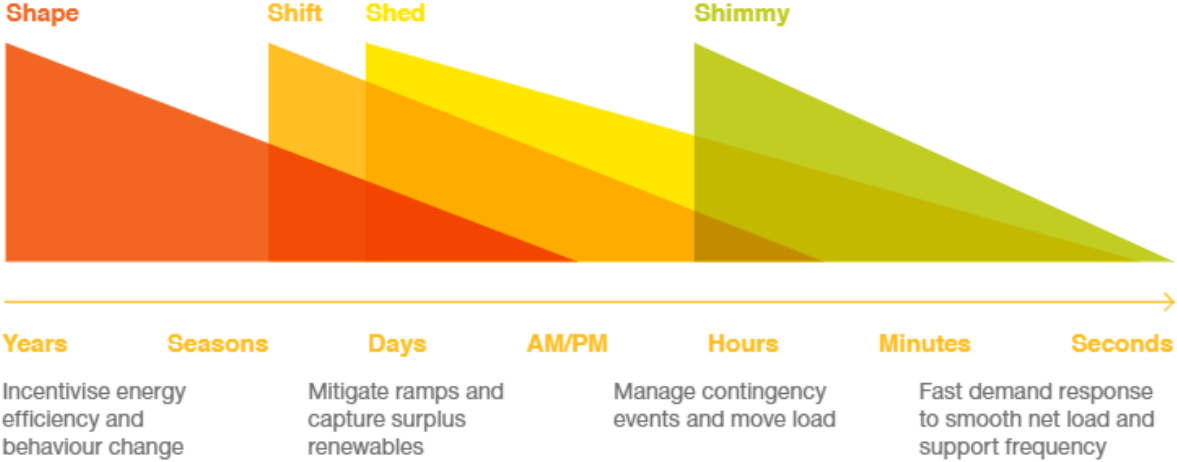 Shape Shift Shed Shimmy
Years Seasons Days AM/PM Hours Minutes Seconds
Incentivise energy
efficiency and
behaviour change
Mitigate ramps and
capture surplus
renewables
Manage contingency
events and move load
Fast demand response
to smooth net load and
support frequency